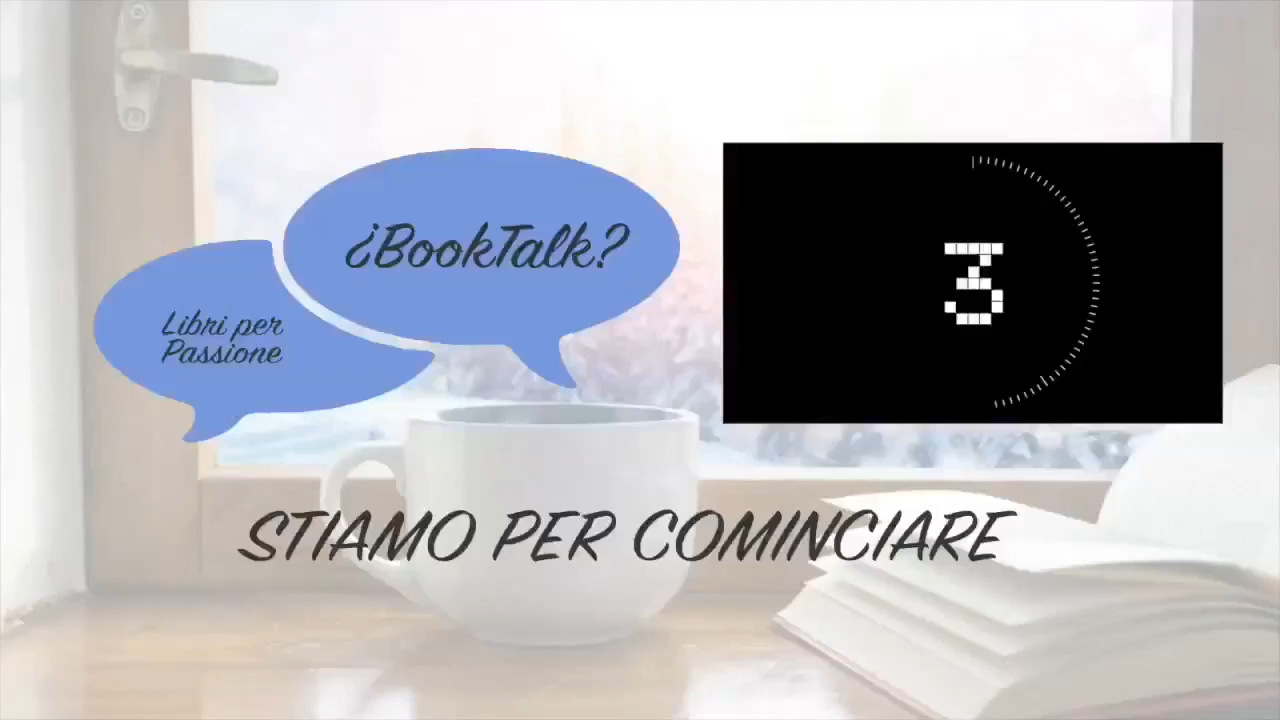 ¿BookTalk?
Libri per
Passione
3
STIAMO PER COMINCIARE